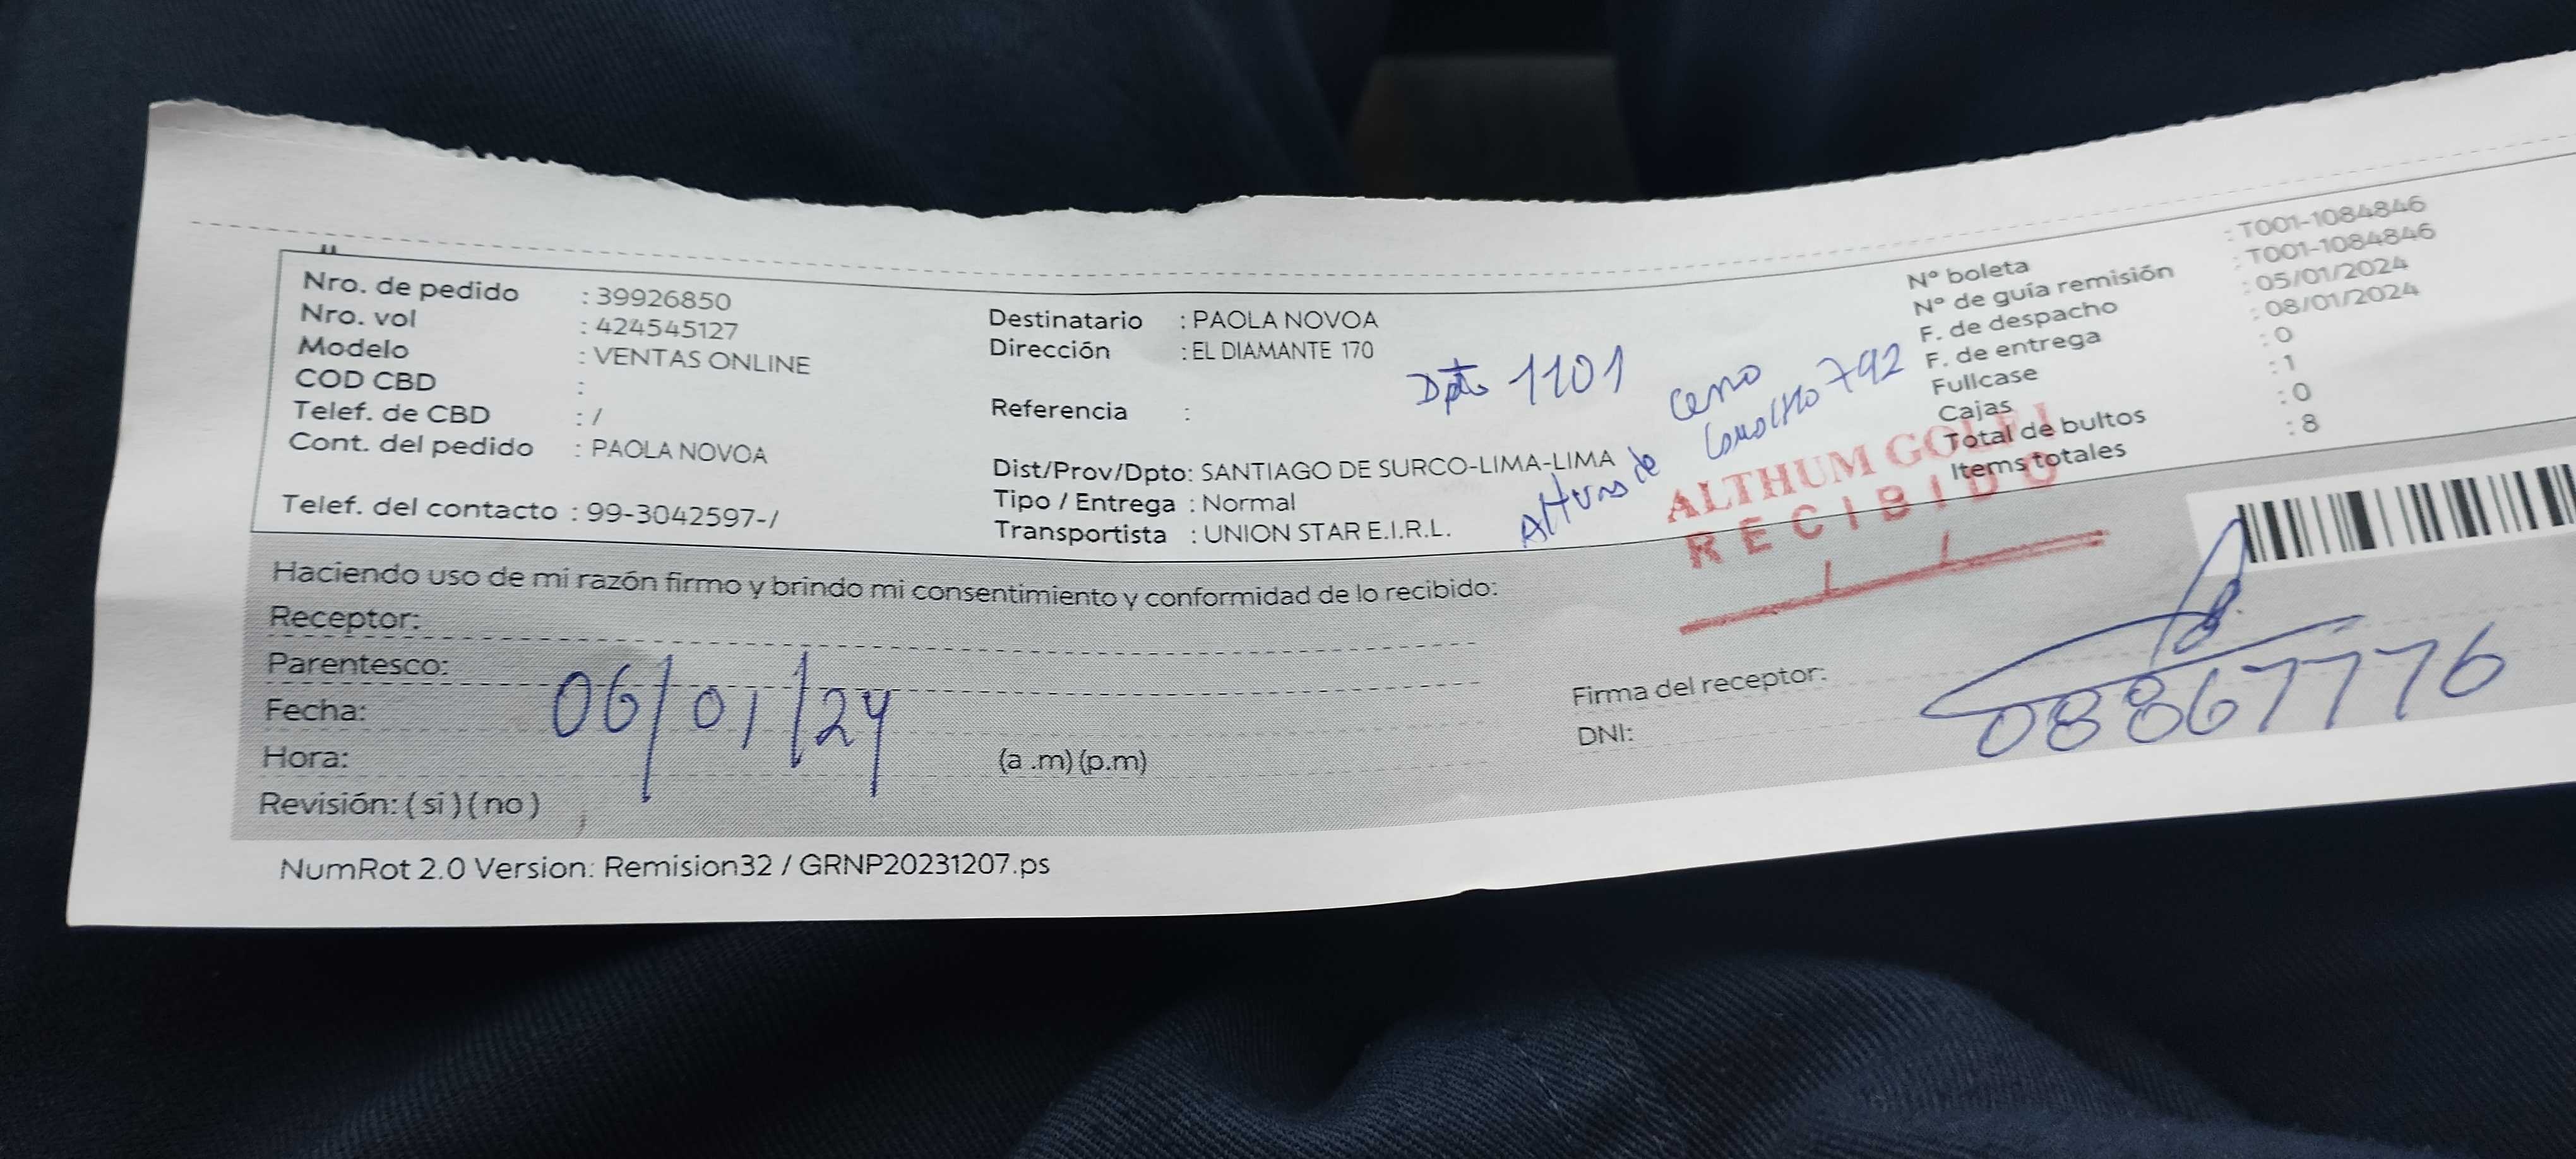 Nro. de pedido : 39926850
Nro. vol : 424545127
Modelo : VENTAS ONLINE
COD CBD :
Telef. de CBD : /
Cont. del pedido : PAOLA NOVOA
Telef. del contacto : 99-3042597-/
Destinatario : PAOLA NOVOA
Dirección : EL DIAMANTE 170
Dpto 1101
Referencia :
Altura de Cerro
Camacho 792
Dist/Prov/Dpto: SANTIAGO DE SURCO-LIMA-LIMA
Tipo / Entrega : Normal
Transportista : UNION STAR E.I.R.L.
N° boleta : T001-1084846
N° de guía remisión : T001-1084846
F. de despacho : 05/01/2024
F. de entrega : 08/01/2024
Fullcase : 0
Cajas : 1
Total de bultos : 0
Items totales : 8
ALTHUM GOLF I
RECIBIDO
Haciendo uso de mi razón firmo y brindo mi consentimiento y conformidad de lo recibido:
Receptor:
Parentesco:
Fecha: 06/01/24
Hora: (a .m) (p.m)
Revisión: ( si ) ( no )
Firma del receptor:
DNI: 08867776
NumRot 2.0 Version: Remision32 / GRNP20231207.ps